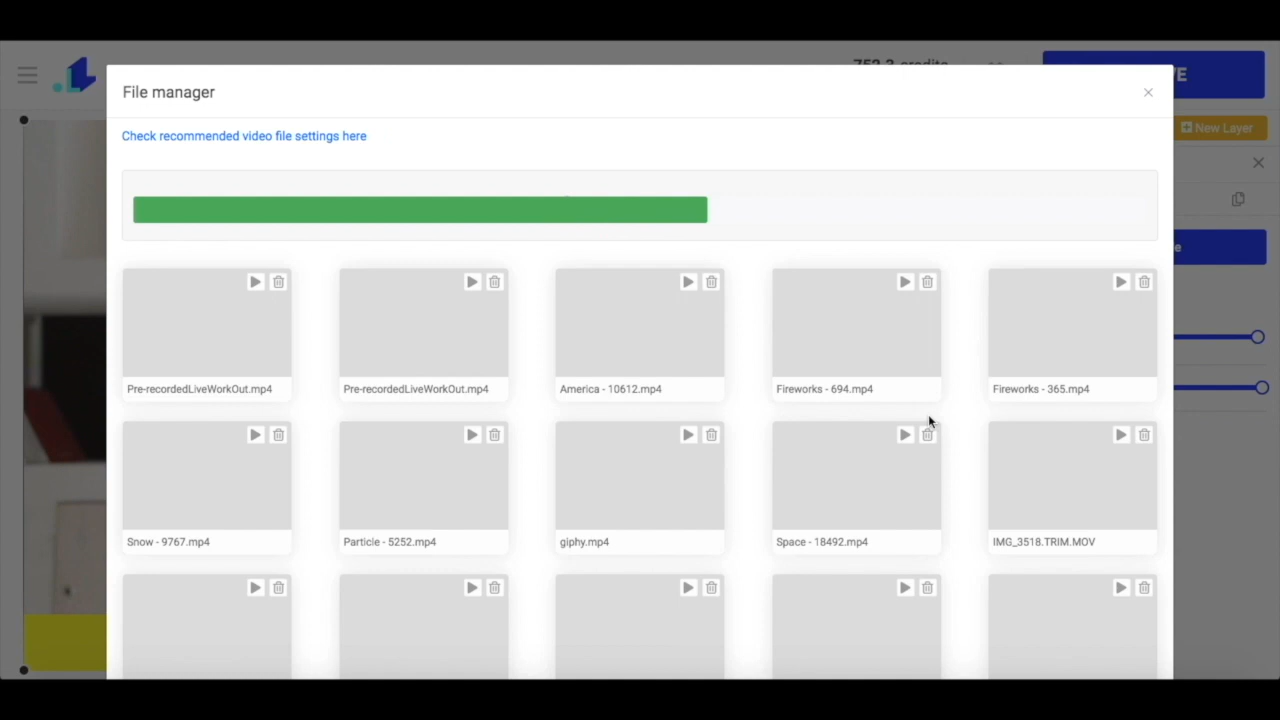 File manager
Check recommended video file settings here
New Layer
Pre-recordedLiveWorkOut.mp4
Pre-recordedLiveWorkOut.mp4
America - 10612.mp4
Fireworks - 694.mp4
Fireworks - 365.mp4
Snow - 9767.mp4
Particle - 5252.mp4
giphy.mp4
Space - 18492.mp4
IMG_3518.TRIM.MOV